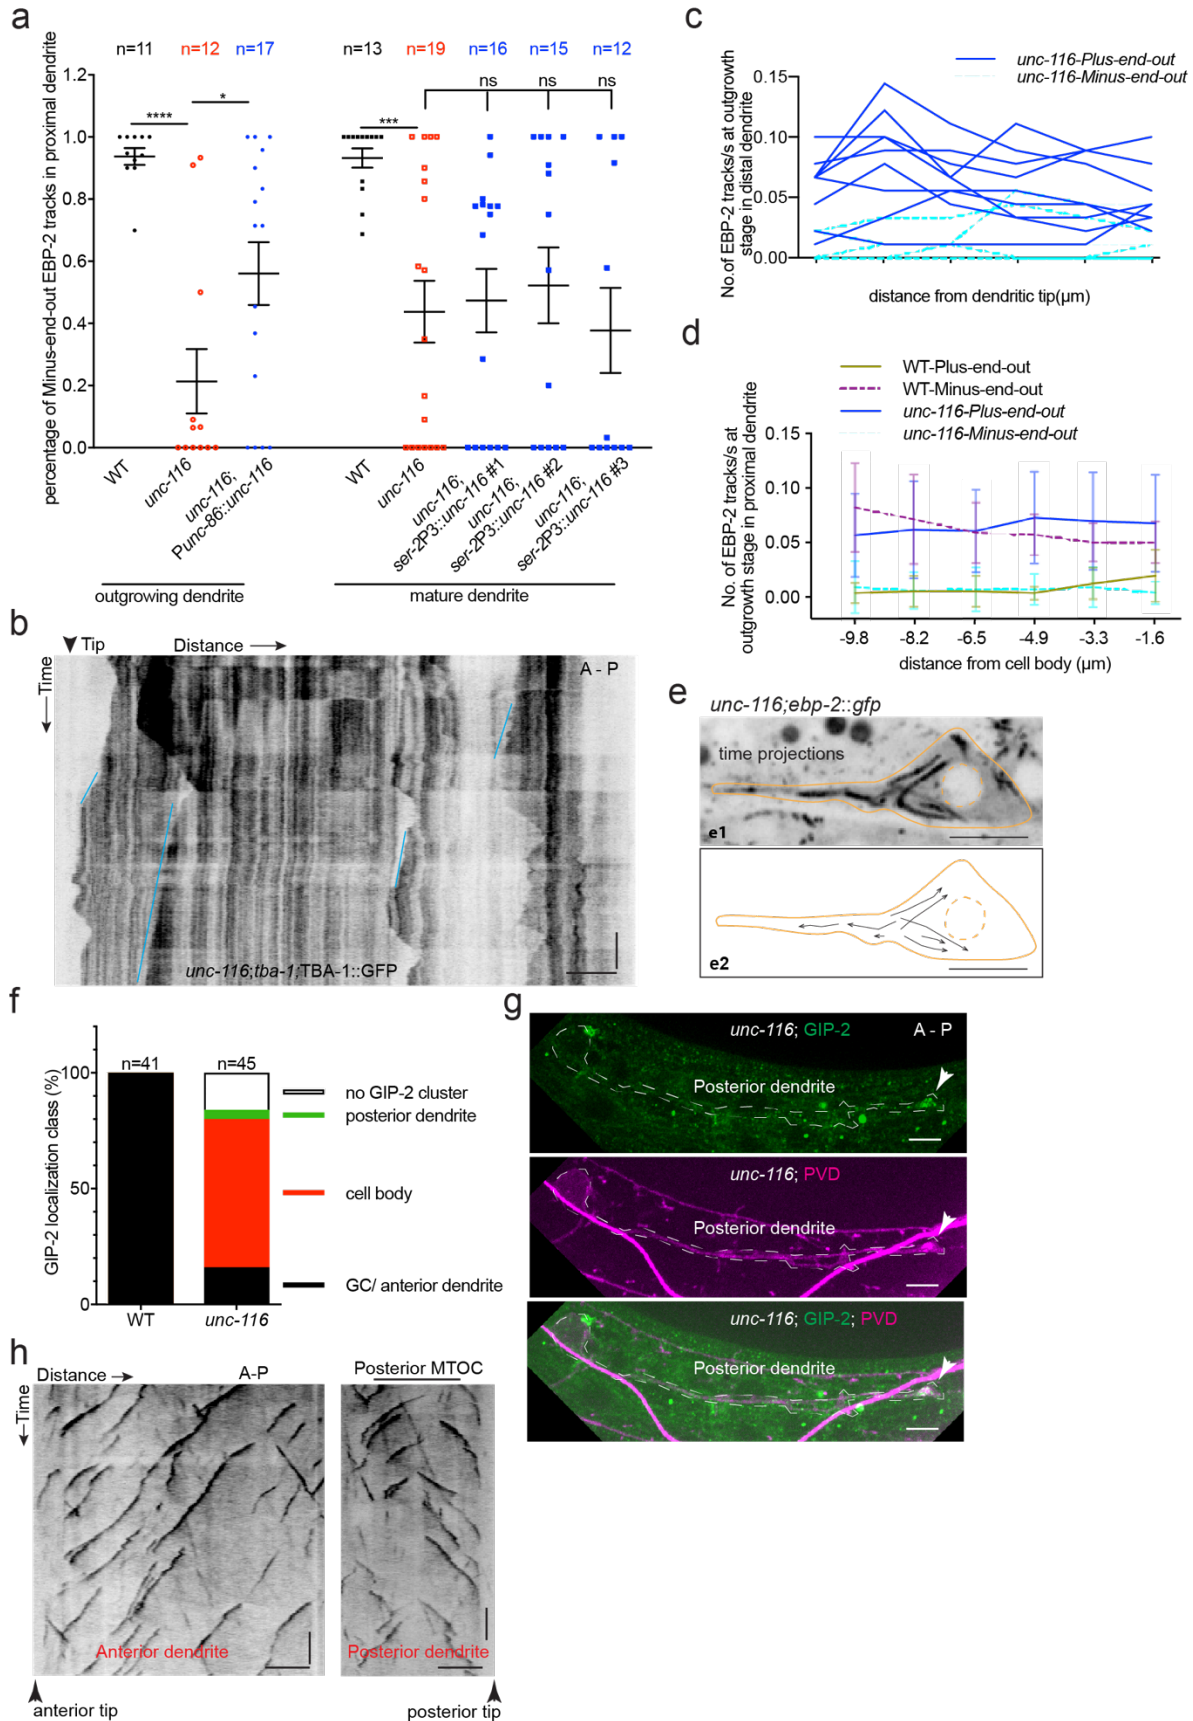 a
n=11 n=12 n=17 n=13 n=19 n=16 n=15 n=12
percentage of Minus-end-out EBP-2 tracks in proximal dendrite
1.2
1.0
0.8
0.6
0.4
0.2
0.0
**** * *** ns ns ns
WT
unc-116
unc-116;
Punc-86::unc-116
WT
unc-116
unc-116;
ser-2P3::unc-116 #1
unc-116;
ser-2P3::unc-116 #2
unc-116;
ser-2P3::unc-116 #3
outgrowing dendrite
mature dendrite
b
Tip
Distance
A - P
Time
unc-116;tba-1;TBA-1::GFP
c
unc-116-Plus-end-out
unc-116-Minus-end-out
No.of EBP-2 tracks/s at outgrowth
stage in distal dendrite
0.15
0.10
0.05
0.00
distance from dendritic tip(µm)
d
WT-Plus-end-out
WT-Minus-end-out
unc-116-Plus-end-out
unc-116-Minus-end-out
No. of EBP-2 tracks/s at
outgrowth stage in proximal dendrite
0.15
0.10
0.05
0.00
-9.8 -8.2 -6.5 -4.9 -3.3 -1.6
distance from cell body (µm)
e
unc-116;ebp-2::gfp
time projections
e1
e2
f
GIP-2 localization class (%)
100
50
0
n=41
n=45
WT
unc-116
no GIP-2 cluster
posterior dendrite
cell body
GC/ anterior dendrite
g
unc-116; GIP-2
A - P
Posterior dendrite
unc-116; PVD
Posterior dendrite
unc-116; GIP-2; PVD
Posterior dendrite
h
Distance
A-P
Time
Anterior dendrite
anterior tip
Posterior MTOC
Posterior dendrite
posterior tip